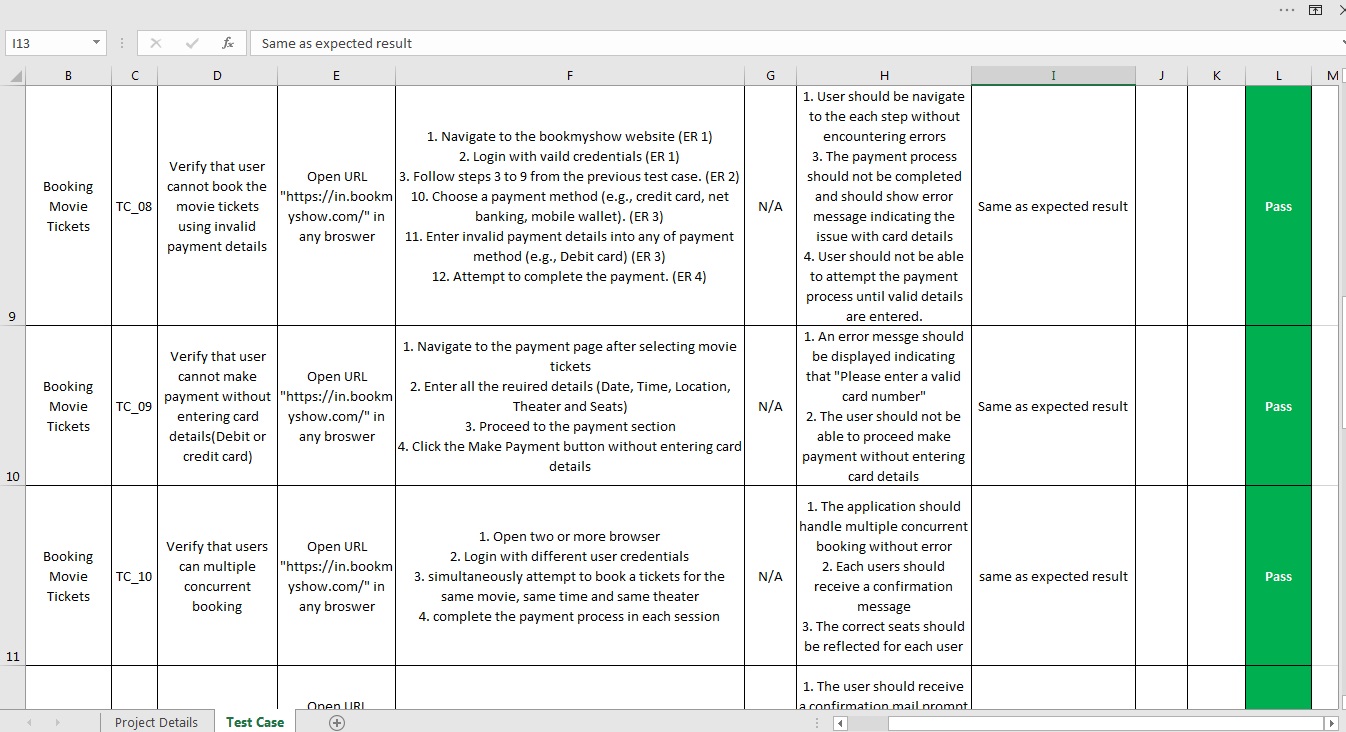 I13
fx
Same as expected result
B C D E F G H I J K L M
9
Booking
Movie
Tickets
TC_08
Verify that user
cannot book the
movie tickets
using invalid
payment details
Open URL
"https://in.bookm
yshow.com/" in
any broswer
1. Navigate to the bookmyshow website (ER 1)
2. Login with vaild credentials (ER 1)
3. Follow steps 3 to 9 from the previous test case. (ER 2)
10. Choose a payment method (e.g., credit card, net
banking, mobile wallet). (ER 3)
11. Enter invalid payment details into any of payment
method (e.g., Debit card) (ER 3)
12. Attempt to complete the payment. (ER 4)
N/A
1. User should be navigate
to the each step without
encountering errors
3. The payment process
should not be completed
and should show error
message indicating the
issue with card details
4. User should not be able
to attempt the payment
process until valid details
are entered.
Same as expected result
Pass
10
Booking
Movie
Tickets
TC_09
Verify that user
cannot make
payment without
entering card
details(Debit or
credit card)
Open URL
"https://in.bookm
yshow.com/" in
any broswer
1. Navigate to the payment page after selecting movie
tickets
2. Enter all the reuired details (Date, Time, Location,
Theater and Seats)
3. Proceed to the payment section
4. Click the Make Payment button without entering card
details
N/A
1. An error messge should
be displayed indicating
that "Please enter a valid
card number"
2. The user should not be
able to proceed make
payment without entering
card details
Same as expected result
Pass
11
Booking
Movie
Tickets
TC_10
Verify that users
can multiple
concurrent
booking
Open URL
"https://in.bookm
yshow.com/" in
any broswer
1. Open two or more browser
2. Login with different user credentials
3. simultaneously attempt to book a tickets for the
same movie, same time and same theater
4. complete the payment process in each session
N/A
1. The application should
handle multiple concurrent
booking without error
2. Each users should
receive a confirmation
message
3. The correct seats should
be reflected for each user
same as expected result
Pass
Open URL
1. The user should receive
a confirmation mail prompt
Project Details
Test Case